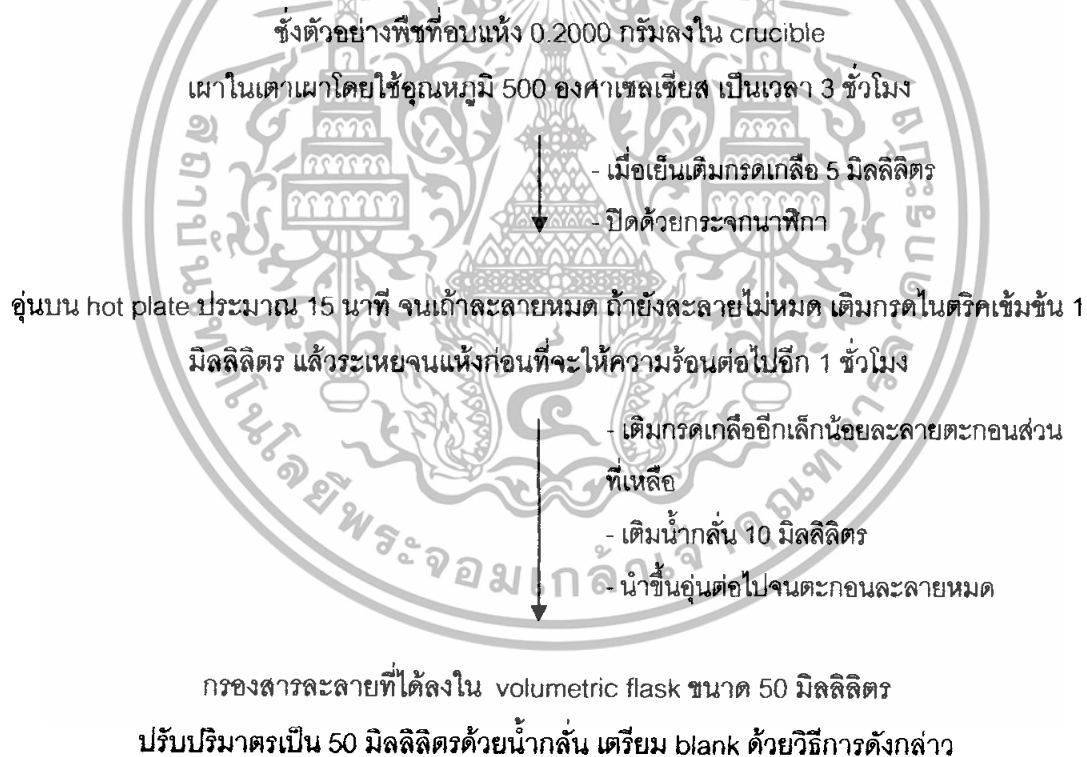 ชั่งตัวอย่างพืชที่อบแห้ง 0.2000 กรัมลงใน crucible
เผาในเตาเผาโดยใช้อุณหภูมิ 500 องศาเซลเซียส เป็นเวลา 3 ชั่วโมง
- เมื่อเย็นเติมกรดเกลือ 5 มิลลิลิตร
- ปิดด้วยกระจกนาฬิกา
อุ่นบน hot plate ประมาณ 15 นาที จนเถ้าละลายหมด ถ้ายังละลายไม่หมด เติมกรดไนตริคเข้มข้น 1
มิลลิลิตร แล้วระเหยจนแห้งก่อนที่จะให้ความร้อนต่อไปอีก 1 ชั่วโมง
- เติมกรดเกลืออีกเล็กน้อยละลายตะกอนส่วน
ที่เหลือ
- เติมน้ำกลั่น 10 มิลลิลิตร
- นำขึ้นอุ่นต่อไปจนตะกอนละลายหมด
กรองสารละลายที่ได้ลงใน volumetric flask ขนาด 50 มิลลิลิตร
ปรับปริมาตรเป็น 50 มิลลิลิตรด้วยน้ำกลั่น เตรียม blank ด้วยวิธีการดังกล่าว